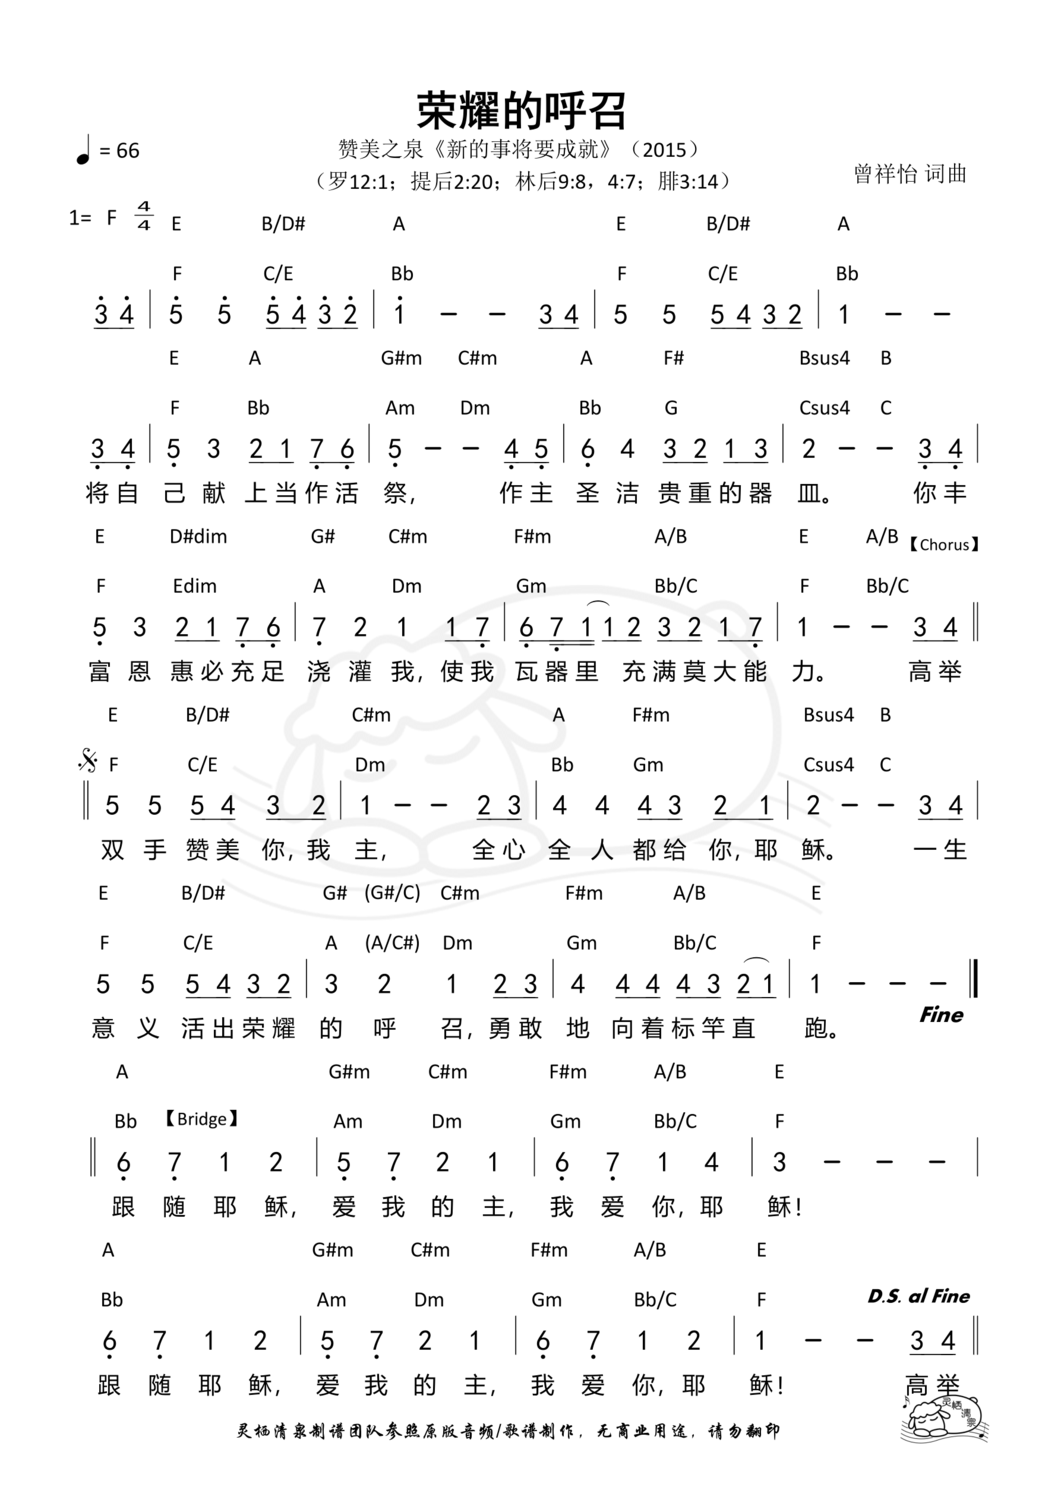 荣耀的呼召
赞美之泉《新的事将要成就》（2015）
♩ = 66
（罗12:1；提后2:20；林后9:8，4:7；腓3:14）
曾祥怡 词曲
1= F 4/4
E B/D# A E B/D# A
F C/E Bb F C/E Bb
3 4 | 5 5 5 4 3 2 | 1 – – 3 4 | 5 5 5 4 3 2 | 1 – –
E A G#m C#m A F# Bsus4 B
F Bb Am Dm Bb G Csus4 C
3 4 | 5 3 2 1 7 6 | 5 – – 4 5 | 6 4 3 2 1 3 | 2 – – 3 4 |
将自 己献 上当作活 祭， 作主 圣洁 贵重的器 皿。 你丰
E D#dim G# C#m F#m A/B E A/B 【Chorus】
F Edim A Dm Gm Bb/C F Bb/C
5 3 2 1 7 6 | 7 2 1 1 7 | 6 7 1 1 2 3 2 1 7 | 1 – – 3 4 ‖
富恩 惠必充足 浇灌我，使我 瓦器里 充满莫大能 力。 高举
E B/D# C#m A F#m Bsus4 B
F C/E Dm Bb Gm Csus4 C
‖ 5 5 5 4 3 2 | 1 – – 2 3 | 4 4 4 3 2 1 | 2 – – 3 4 |
双手 赞美 你，我 主， 全心 全人 都给 你，耶 稣。 一生
E B/D# G# (G#/C) C#m F#m A/B E
F C/E A (A/C#) Dm Gm Bb/C F
5 5 5 4 3 2 | 3 2 1 2 3 | 4 4 4 4 3 2 1 | 1 – – –
Fine
意义 活出荣耀 的呼 召，勇敢 地 向着标竿直 跑。
A G#m C#m F#m A/B E
Bb 【Bridge】 Am Dm Gm Bb/C F
‖ 6 7 1 2 | 5 7 2 1 | 6 7 1 4 | 3 – – – |
跟随耶稣， 爱我的主， 我爱你，耶 稣！
A G#m C#m F#m A/B E
Bb Am Dm Gm Bb/C F D.S. al Fine
6 7 1 2 | 5 7 2 1 | 6 7 1 2 | 1 – – 3 4 ‖
跟随耶稣， 爱我的主， 我爱你，耶 稣！ 高举
灵栖清泉制谱团队参照原版音频/歌谱制作，无商业用途，请勿翻印
灵栖清泉